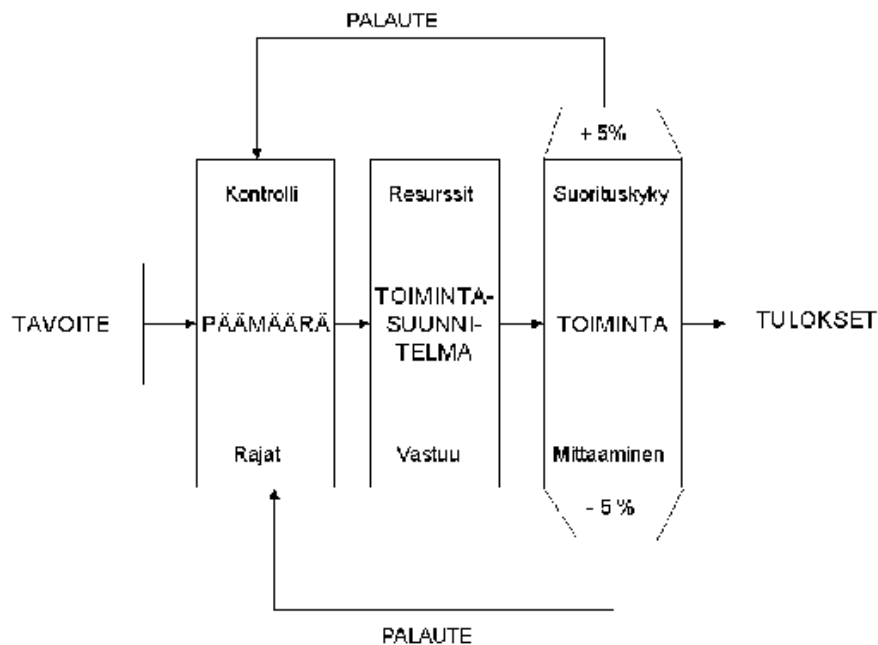 PALAUTE
+ 5%
Kontrolli
Resurssit
Suorituskyky
TAVOITE
PÄÄMÄÄRÄ
TOIMINTA-
SUUNNI-
TELMA
TOIMINTA
TULOKSET
Rajat
Vastuu
Mittaaminen
- 5 %
PALAUTE